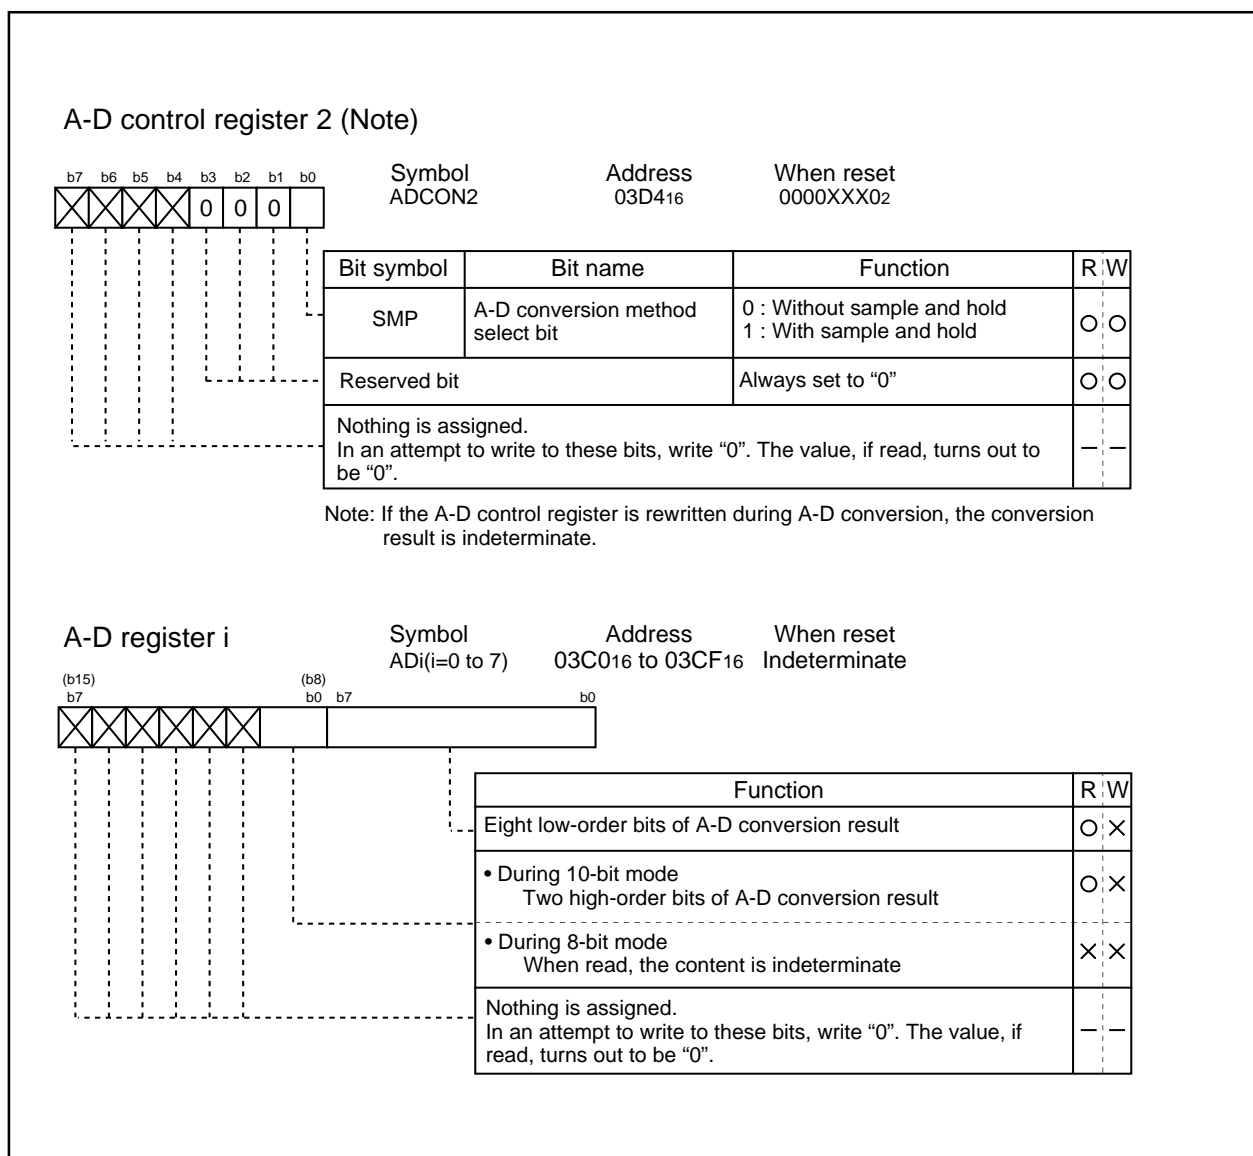 A-D control register 2 (Note)
Symbol Address When reset
ADCON2 03D416 0000XXX02
b7 b6 b5 b4 b3 b2 b1 b0
0 0 0
Bit symbol Bit name Function R W
SMP A-D conversion method select bit 0 : Without sample and hold
1 : With sample and hold
Reserved bit Always set to “0”
Nothing is assigned.
In an attempt to write to these bits, write “0”. The value, if read, turns out to
be “0”.
Note: If the A-D control register is rewritten during A-D conversion, the conversion
result is indeterminate.
A-D register i
Symbol Address When reset
ADi(i=0 to 7) 03C016 to 03CF16 Indeterminate
(b15) (b8)
b7 b0 b7 b0
Function R W
Eight low-order bits of A-D conversion result
• During 10-bit mode
Two high-order bits of A-D conversion result
• During 8-bit mode
When read, the content is indeterminate
Nothing is assigned.
In an attempt to write to these bits, write “0”. The value, if
read, turns out to be “0”.